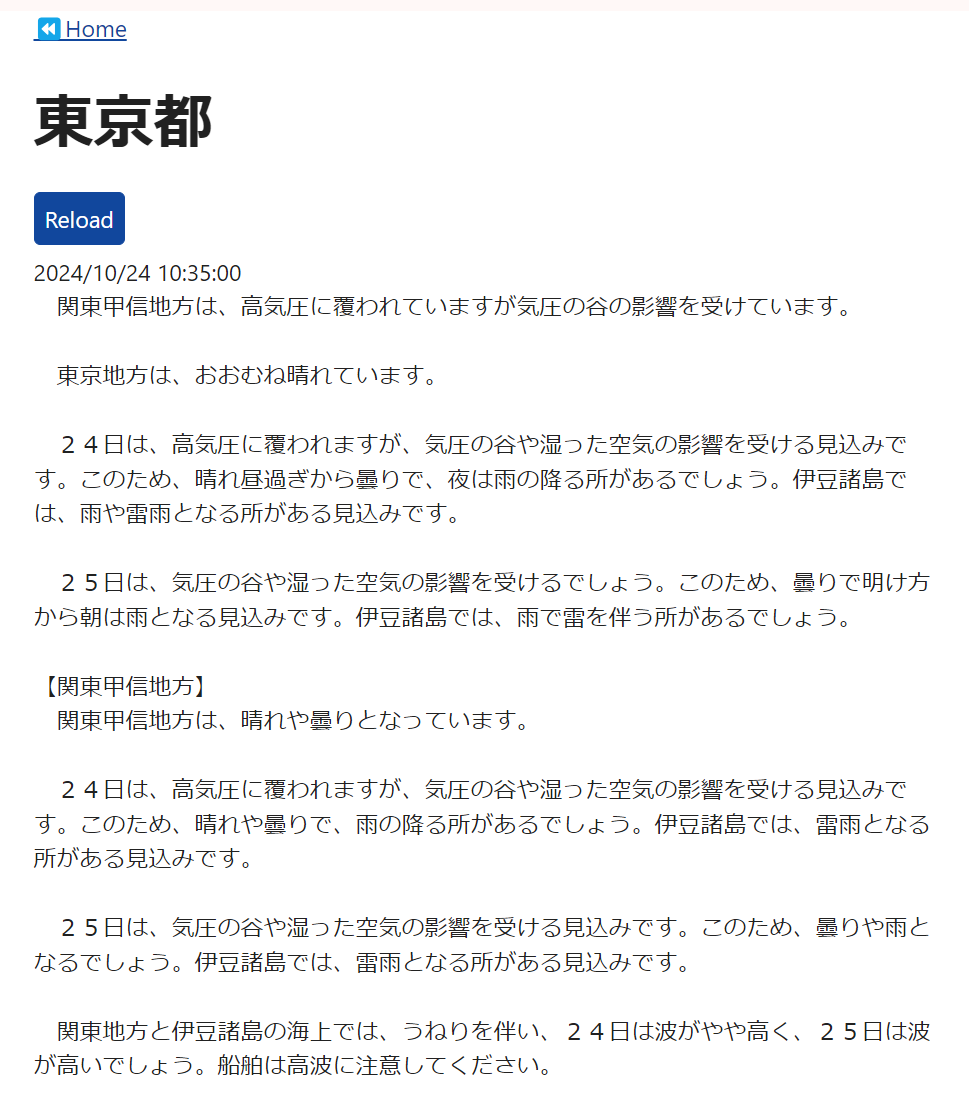 ⏪ Home
東京都
Reload
2024/10/24 10:35:00
　関東甲信地方は、高気圧に覆われていますが気圧の谷の影響を受けています。
　東京地方は、おおむね晴れています。
　２４日は、高気圧に覆われますが、気圧の谷や湿った空気の影響を受ける見込みで
す。このため、晴れ昼過ぎから曇りで、夜は雨の降る所があるでしょう。伊豆諸島で
は、雨や雷雨となる所がある見込みです。
　２５日は、気圧の谷や湿った空気の影響を受けるでしょう。このため、曇りで明け方
から朝は雨となる見込みです。伊豆諸島では、雨で雷を伴う所があるでしょう。
【関東甲信地方】
　関東甲信地方は、晴れや曇りとなっています。
　２４日は、高気圧に覆われますが、気圧の谷や湿った空気の影響を受ける見込みで
す。このため、晴れや曇りで、雨の降る所があるでしょう。伊豆諸島では、雷雨となる
所がある見込みです。
　２５日は、気圧の谷や湿った空気の影響を受ける見込みです。このため、曇りや雨と
なるでしょう。伊豆諸島では、雷雨となる所がある見込みです。
　関東地方と伊豆諸島の海上では、うねりを伴い、２４日は波がやや高く、２５日は波
が高いでしょう。船舶は高波に注意してください。